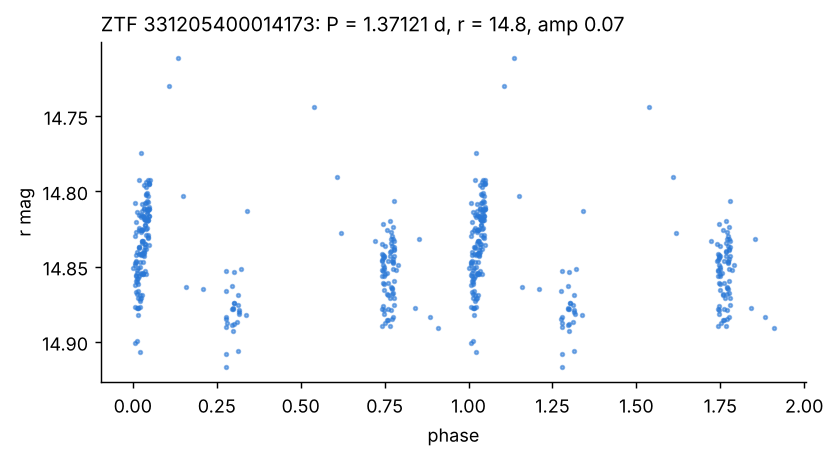 ZTF 331205400014173: P = 1.37121 d, r = 14.8, amp 0.07
14.75
14.80
14.85
14.90
r mag
0.00 0.25 0.50 0.75 1.00 1.25 1.50 1.75 2.00
phase